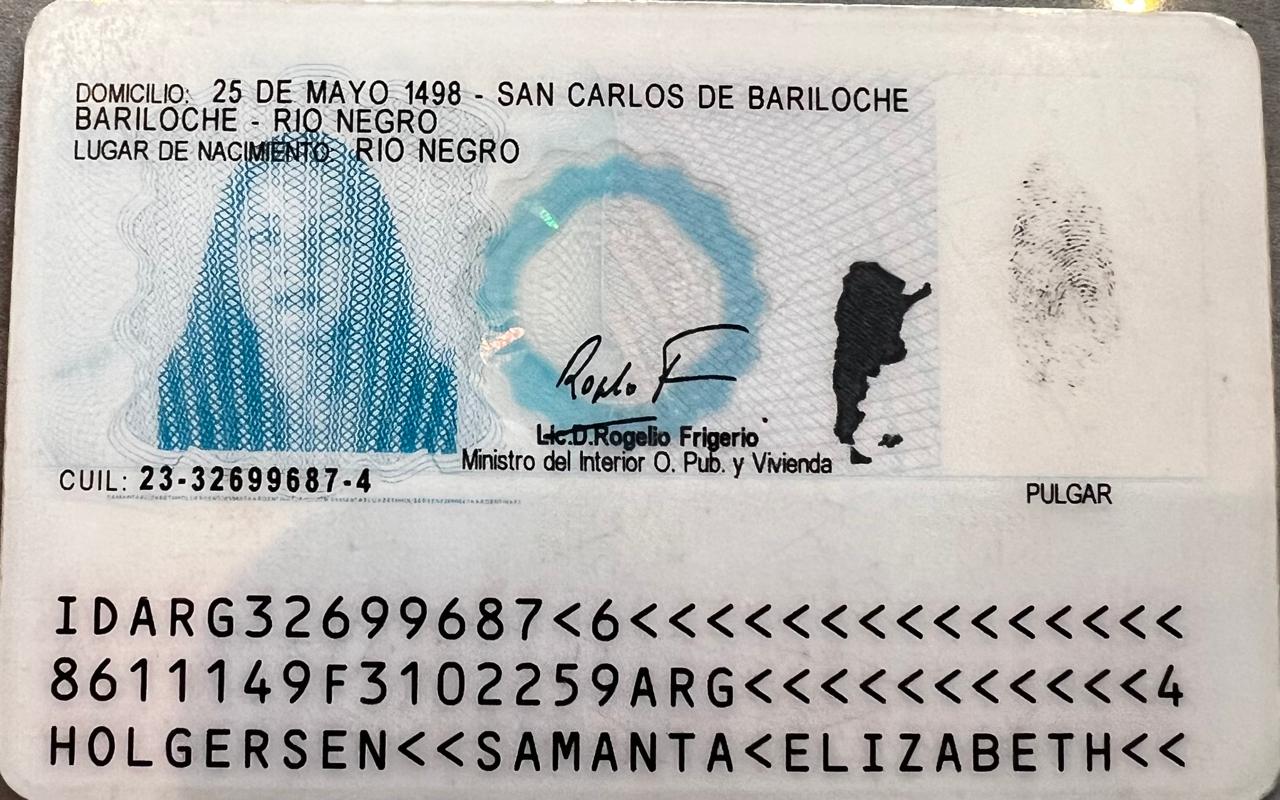 DOMICILIO: 25 DE MAYO 1498 - SAN CARLOS DE BARILOCHE
BARILOCHE - RIO NEGRO
LUGAR DE NACIMIENTO: RIO NEGRO
Lic.D.Rogelio Frigerio
Ministro del Interior O. Pub. y Vivienda
CUIL: 23-32699687-4
PULGAR
IDARG32699687<6<<<<<<<<<<<<<<<
8611149F3102259ARG<<<<<<<<<<<4
HOLGERSEN<<SAMANTA<ELIZABETH<<